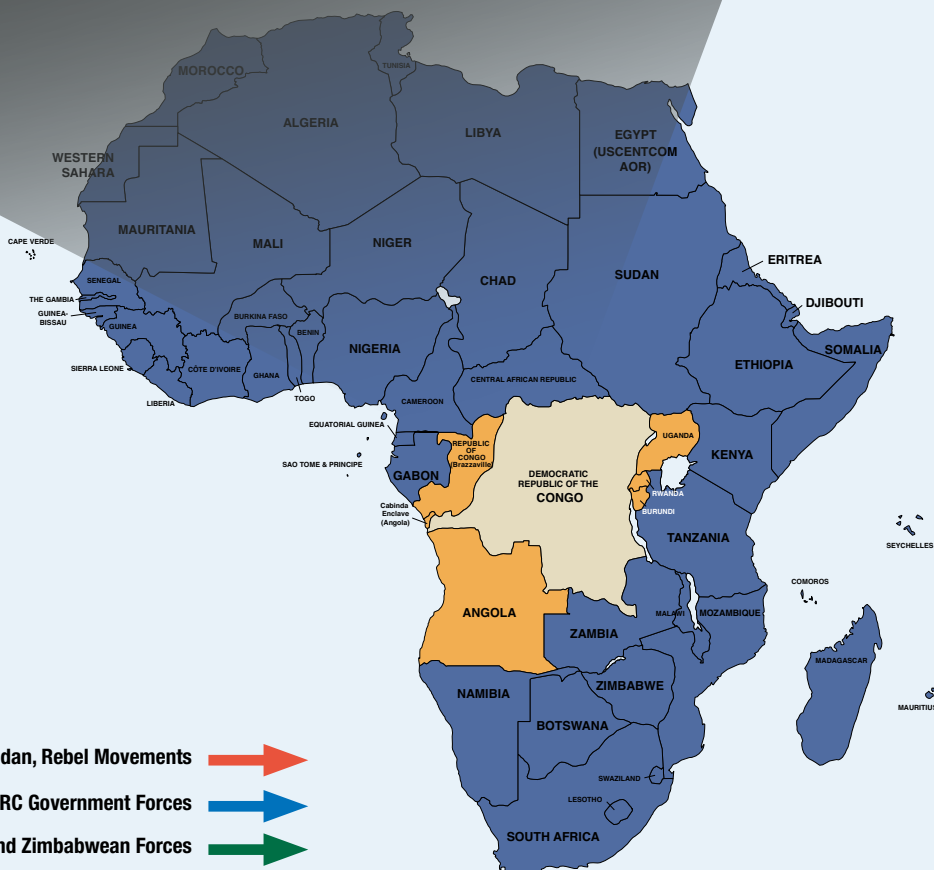 TUNISIA
MOROCCO
ALGERIA
LIBYA
EGYPT
(USCENTCOM
AOR)
WESTERN
SAHARA
MAURITANIA
MALI
NIGER
CHAD
SUDAN
ERITREA
DJIBOUTI
CAPE VERDE
SENEGAL
THE GAMBIA
GUINEA-
BISSAU
GUINEA
SIERRA LEONE
LIBERIA
CÔTE D'IVOIRE
BURKINA FASO
GHANA
TOGO
BENIN
NIGERIA
CAMEROON
CENTRAL AFRICAN REPUBLIC
ETHIOPIA
SOMALIA
EQUATORIAL GUINEA
SAO TOME & PRINCIPE
GABON
REPUBLIC
OF
CONGO
(Brazzaville)
Cabinda
Enclave
(Angola)
DEMOCRATIC
REPUBLIC OF THE
CONGO
UGANDA
KENYA
RWANDA
BURUNDI
TANZANIA
SEYCHELLES
COMOROS
ANGOLA
ZAMBIA
MALAWI
MOZAMBIQUE
MADAGASCAR
MAURITIUS
NAMIBIA
ZIMBABWE
BOTSWANA
SWAZILAND
LESOTHO
SOUTH AFRICA
dan, Rebel Movements
RC Government Forces
nd Zimbabwean Forces